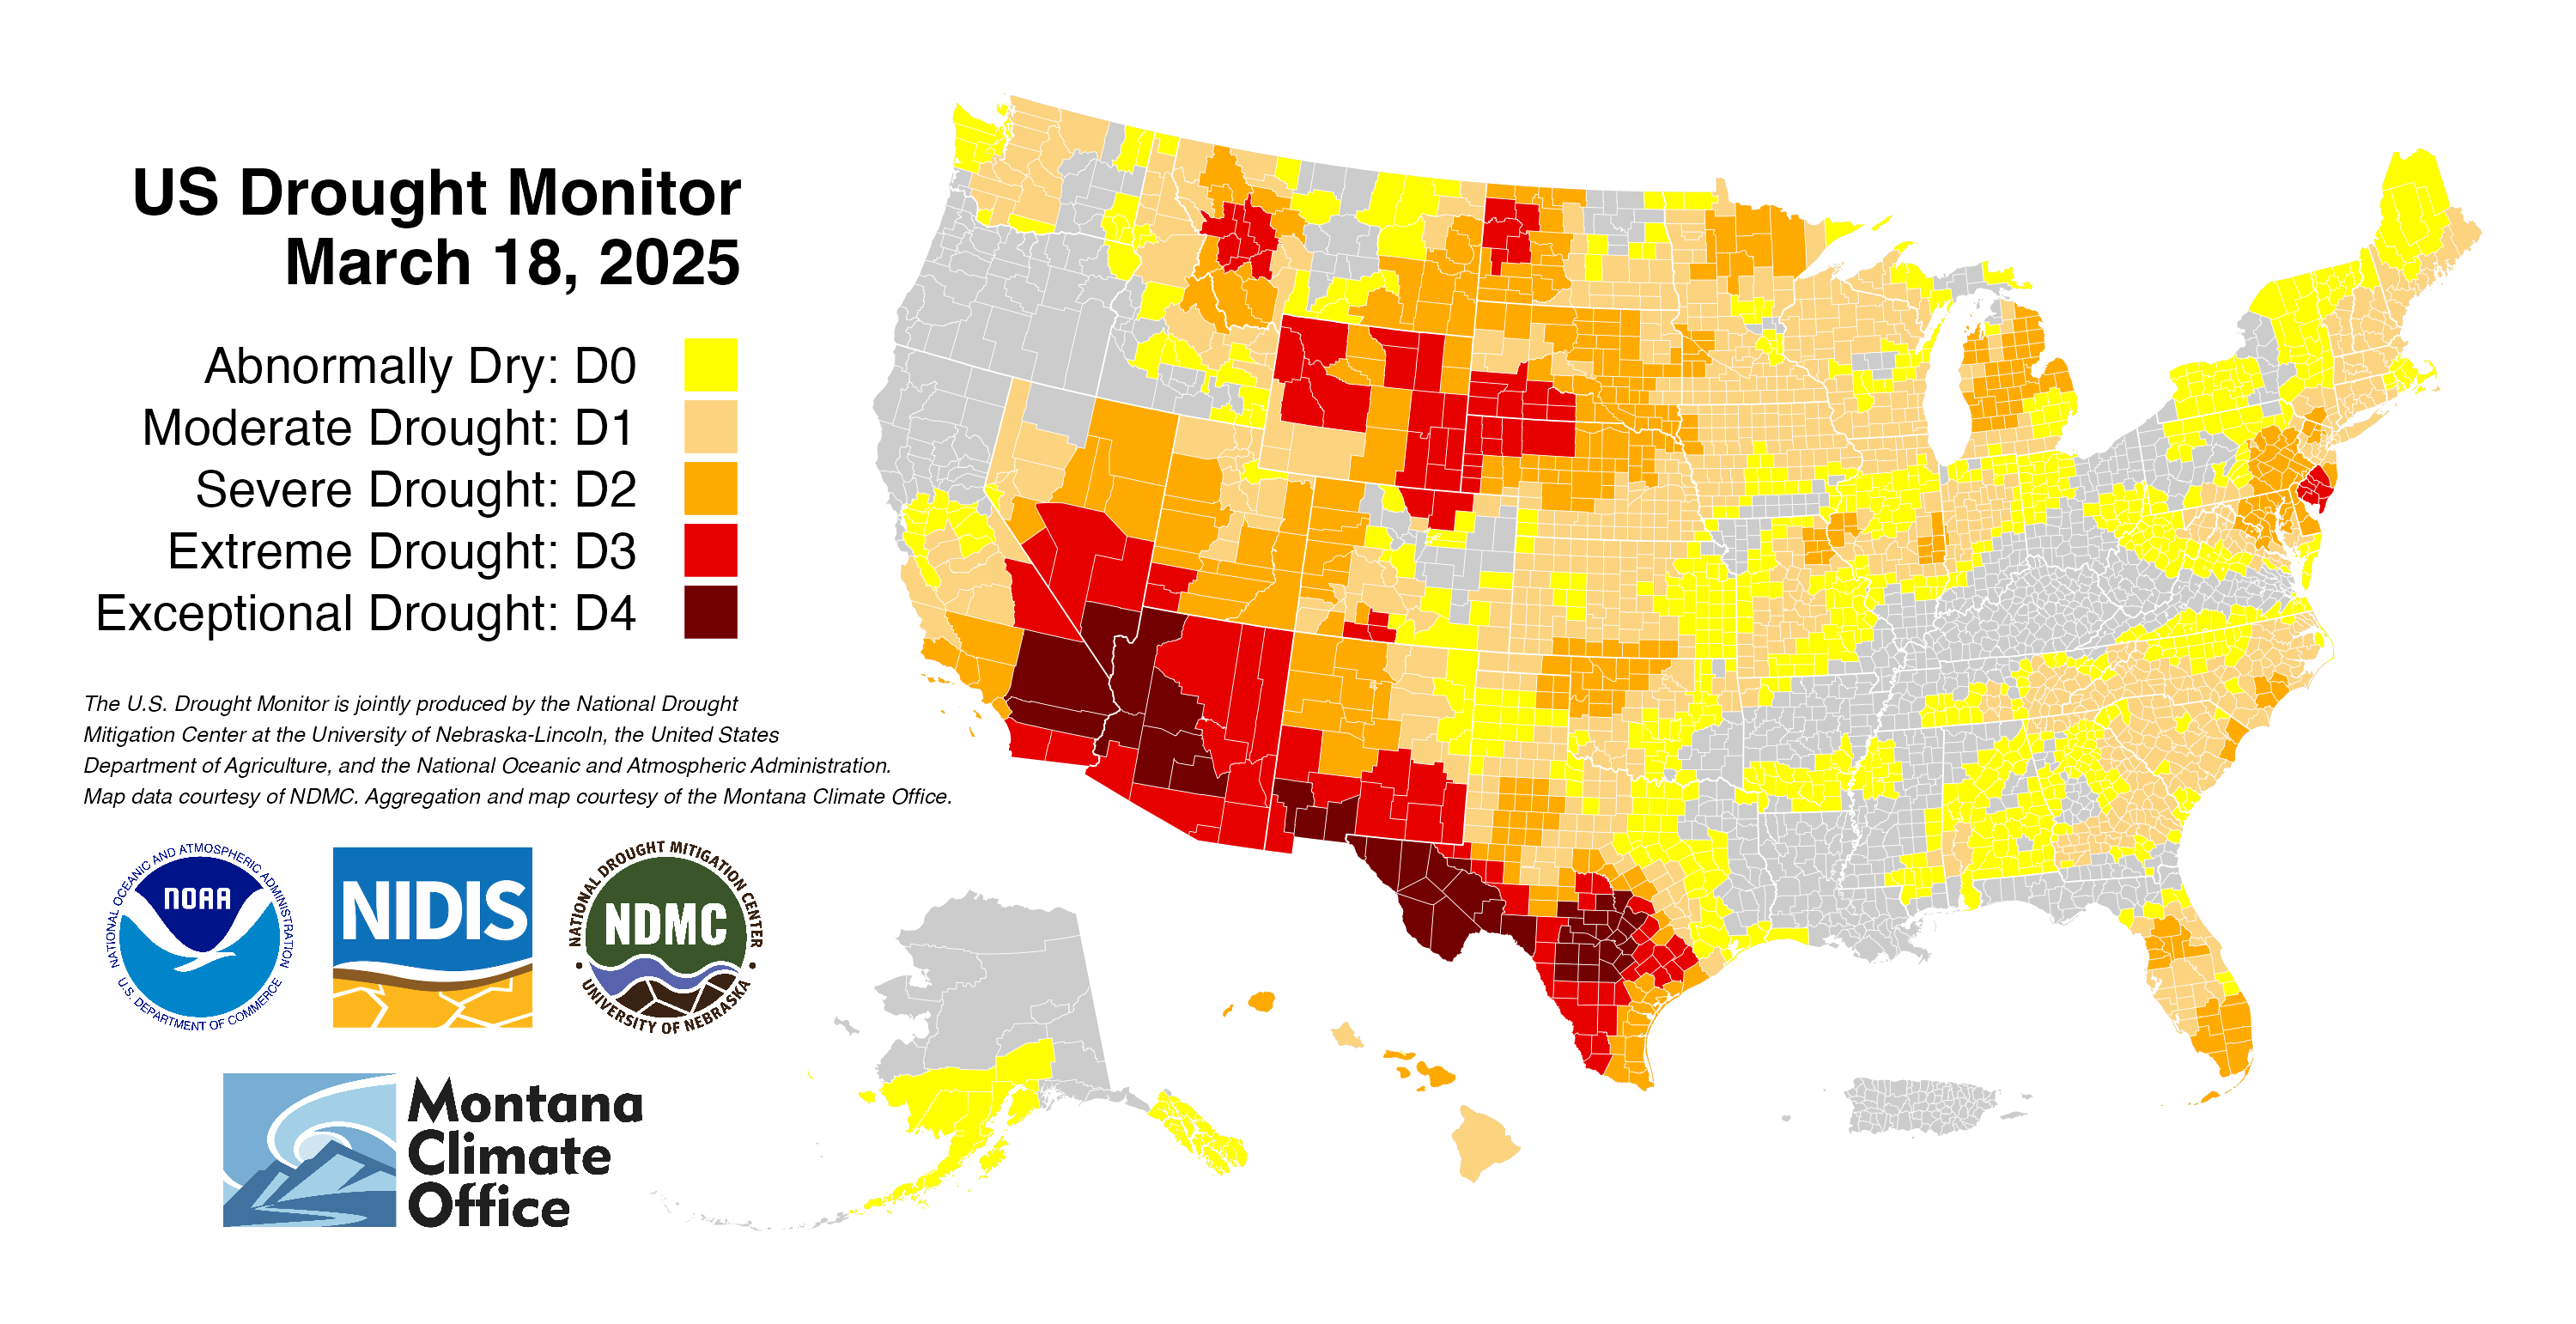 US Drought Monitor
March 18, 2025
Abnormally Dry: D0
Moderate Drought: D1
Severe Drought: D2
Extreme Drought: D3
Exceptional Drought: D4
The U.S. Drought Monitor is jointly produced by the National Drought
Mitigation Center at the University of Nebraska-Lincoln, the United States
Department of Agriculture, and the National Oceanic and Atmospheric Administration.
Map data courtesy of NDMC. Aggregation and map courtesy of the Montana Climate Office.
NATIONAL OCEANIC AND ATMOSPHERIC ADMINISTRATION
NOAA
U.S. DEPARTMENT OF COMMERCE
NIDIS
NATIONAL DROUGHT MITIGATION CENTER
NDMC
UNIVERSITY OF NEBRASKA
Montana
Climate
Office